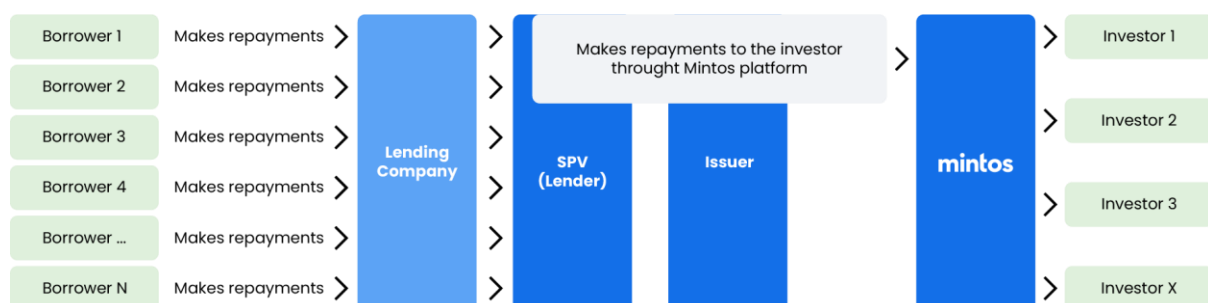 Borrower 1 Makes repayments
Borrower 2 Makes repayments
Borrower 3 Makes repayments
Borrower 4 Makes repayments
Borrower ... Makes repayments
Borrower N Makes repayments
Lending
Company
SPV
(Lender)
Issuer
Makes repayments to the investor
throught Mintos platform
mintos
Investor 1
Investor 2
Investor 3
Investor X